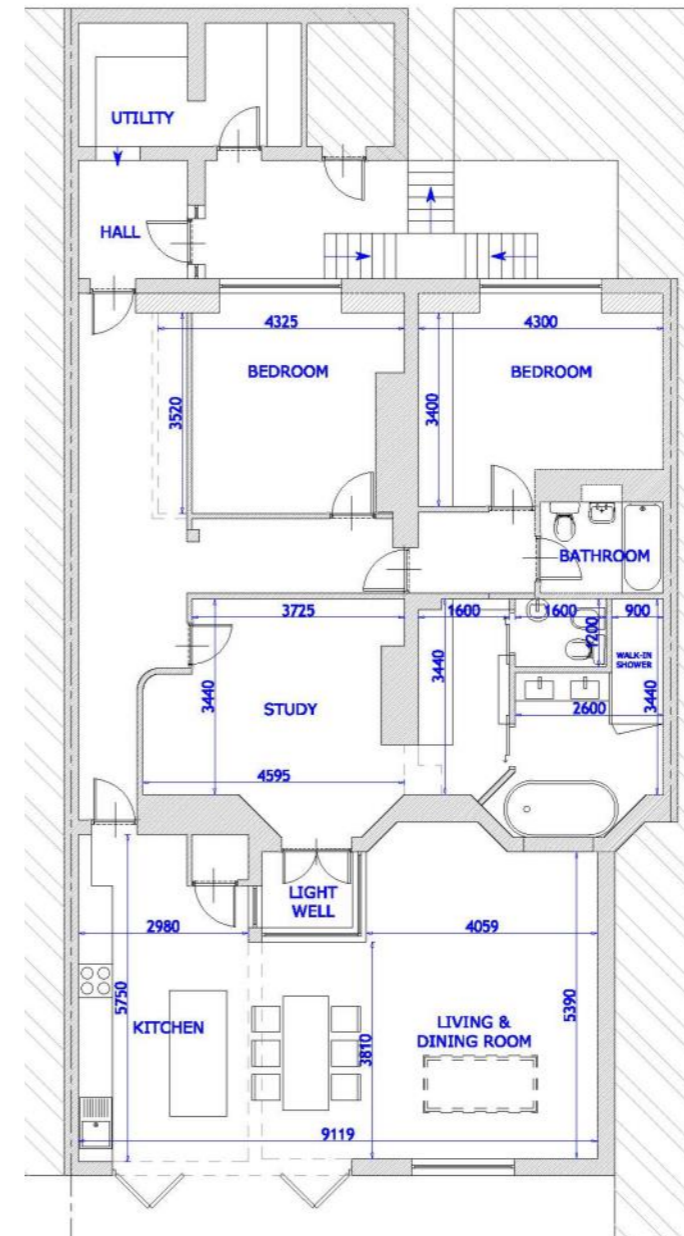 UTILITY
HALL
4325
4300
BEDROOM
BEDROOM
3520
3400
BATHROOM
3725
1600
1600
900
1200
WALK-IN
SHOWER
3440
3440
3440
STUDY
2600
4595
LIGHT
WELL
2980
4059
5750
5390
KITCHEN
3810
LIVING &
DINING ROOM
9119